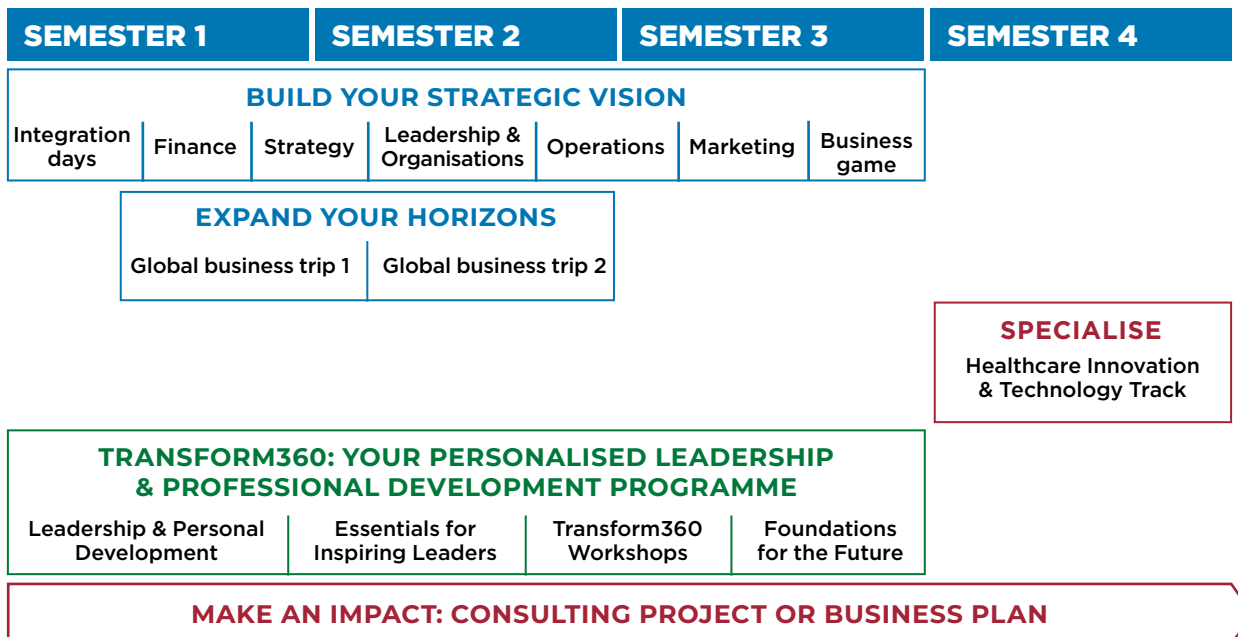 SEMESTER 1
SEMESTER 2
SEMESTER 3
SEMESTER 4
BUILD YOUR STRATEGIC VISION
Integration
days
Finance
Strategy
Leadership &
Organisations
Operations
Marketing
Business
game
EXPAND YOUR HORIZONS
Global business trip 1
Global business trip 2
SPECIALISE
Healthcare Innovation
& Technology Track
TRANSFORM360: YOUR PERSONALISED LEADERSHIP
& PROFESSIONAL DEVELOPMENT PROGRAMME
Leadership & Personal
Development
Essentials for
Inspiring Leaders
Transform360
Workshops
Foundations
for the Future
MAKE AN IMPACT: CONSULTING PROJECT OR BUSINESS PLAN